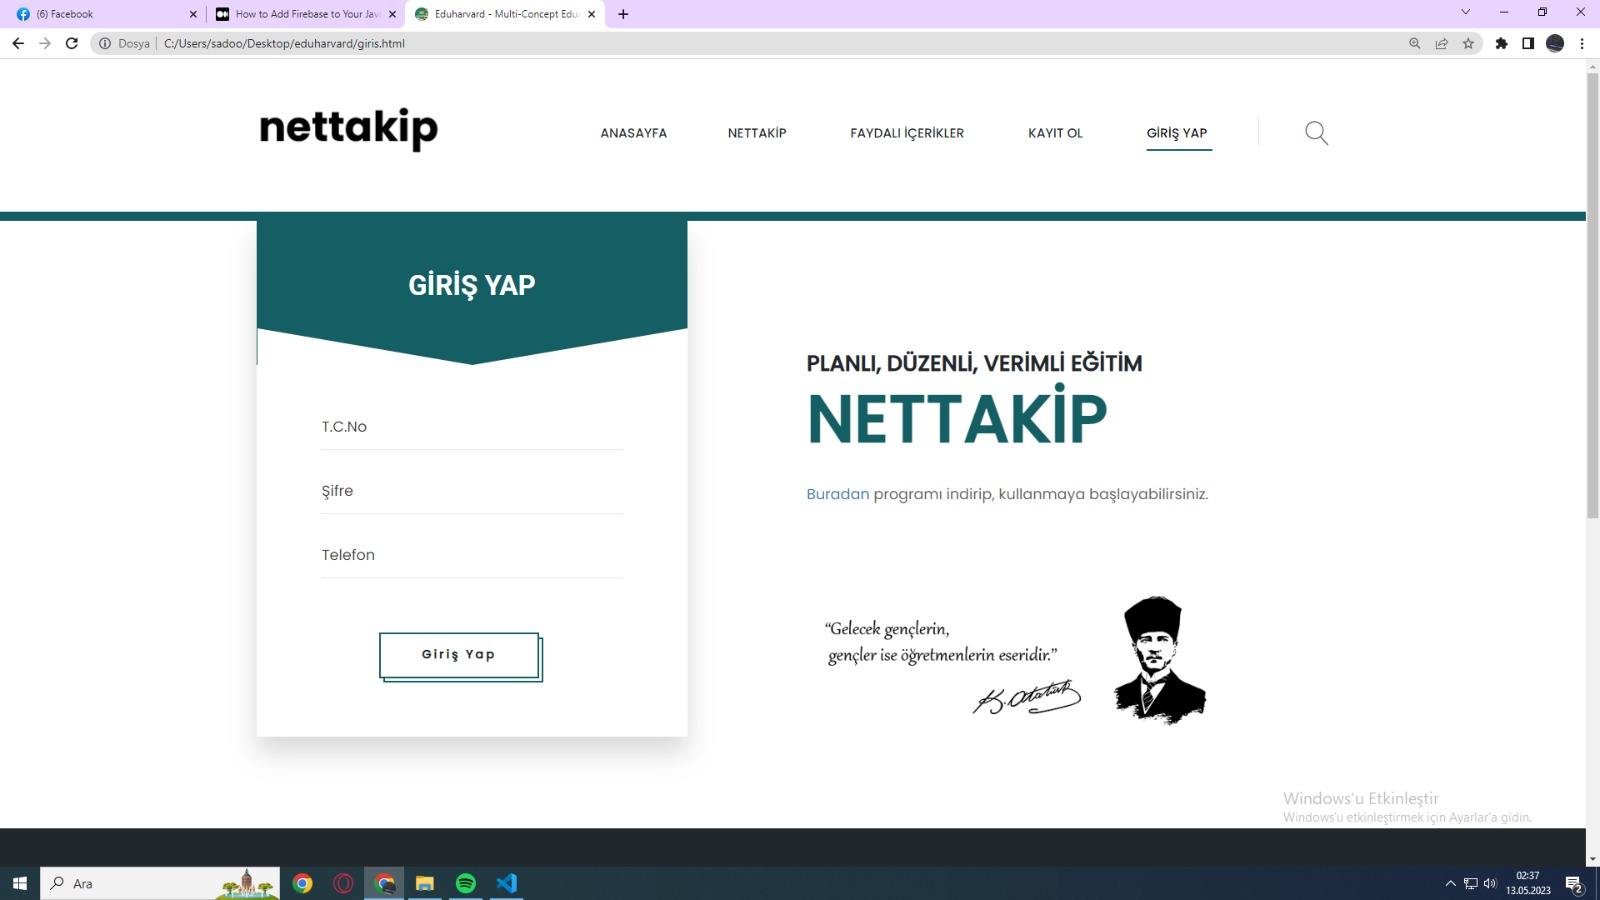 (6) Facebook
How to Add Firebase to Your Jav
Eduharvard - Multi-Concept Edu
Dosya
C:/Users/sadoo/Desktop/eduharvard/giris.html
nettakip
ANASAYFA
NETTAKİP
FAYDALI İÇERİKLER
KAYIT OL
GİRİŞ YAP
GİRİŞ YAP
T.C.No
Şifre
Telefon
Giriş Yap
PLANLI, DÜZENLİ, VERİMLİ EĞİTİM
NETTAKİP
Buradan programı indirip, kullanmaya başlayabilirsiniz.
“Gelecek gençlerin,
gençler ise öğretmenlerin eseridir.”
K. Atatürk
Windows'u Etkinleştir
Windows'u etkinleştirmek için Ayarlar'a gidin.
Ara
02:37
13.05.2023
2